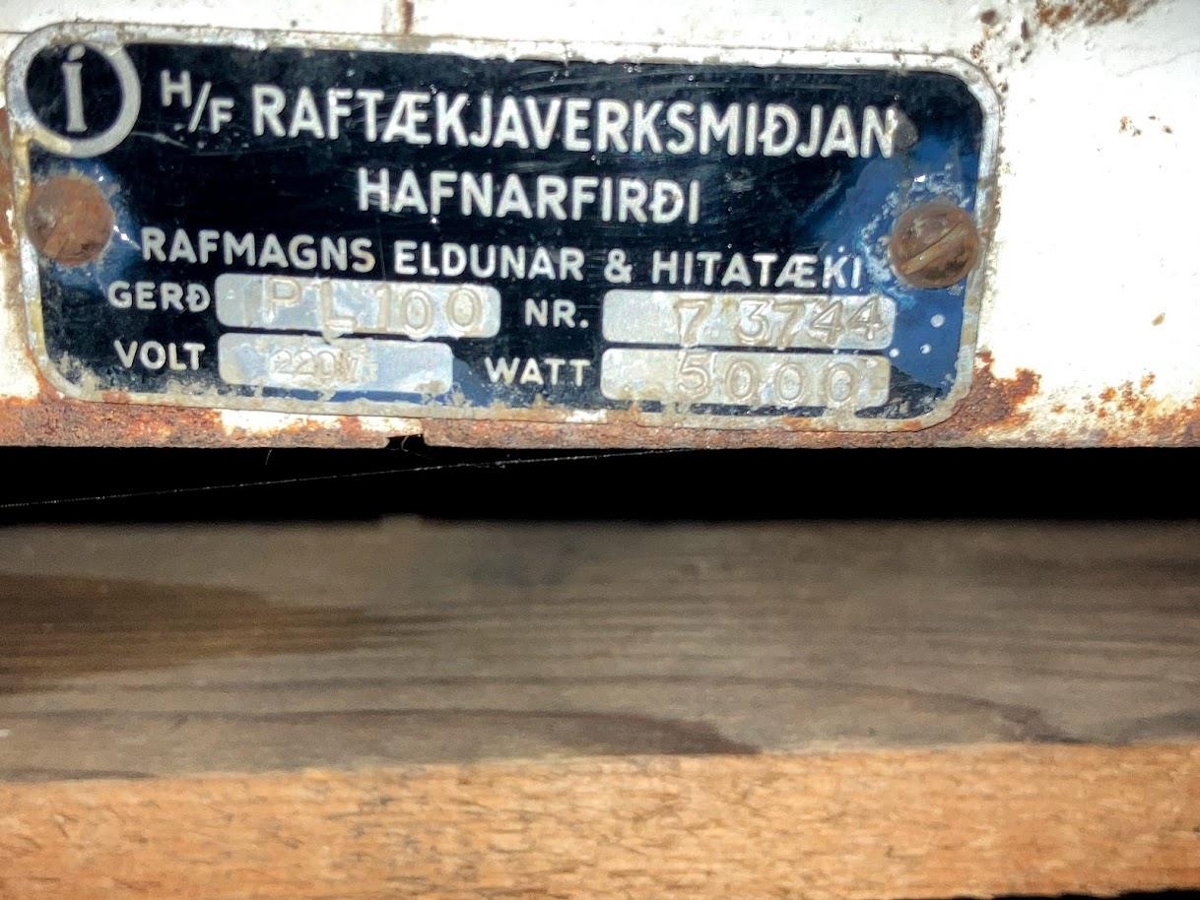 i
H/F RAFTÆKJAVERKSMIÐJAN
HAFNARFIRÐI
RAFMAGNS ELDUNAR & HITATÆKI
GERÐ PL100 NR. 73744
VOLT 220V WATT 5000